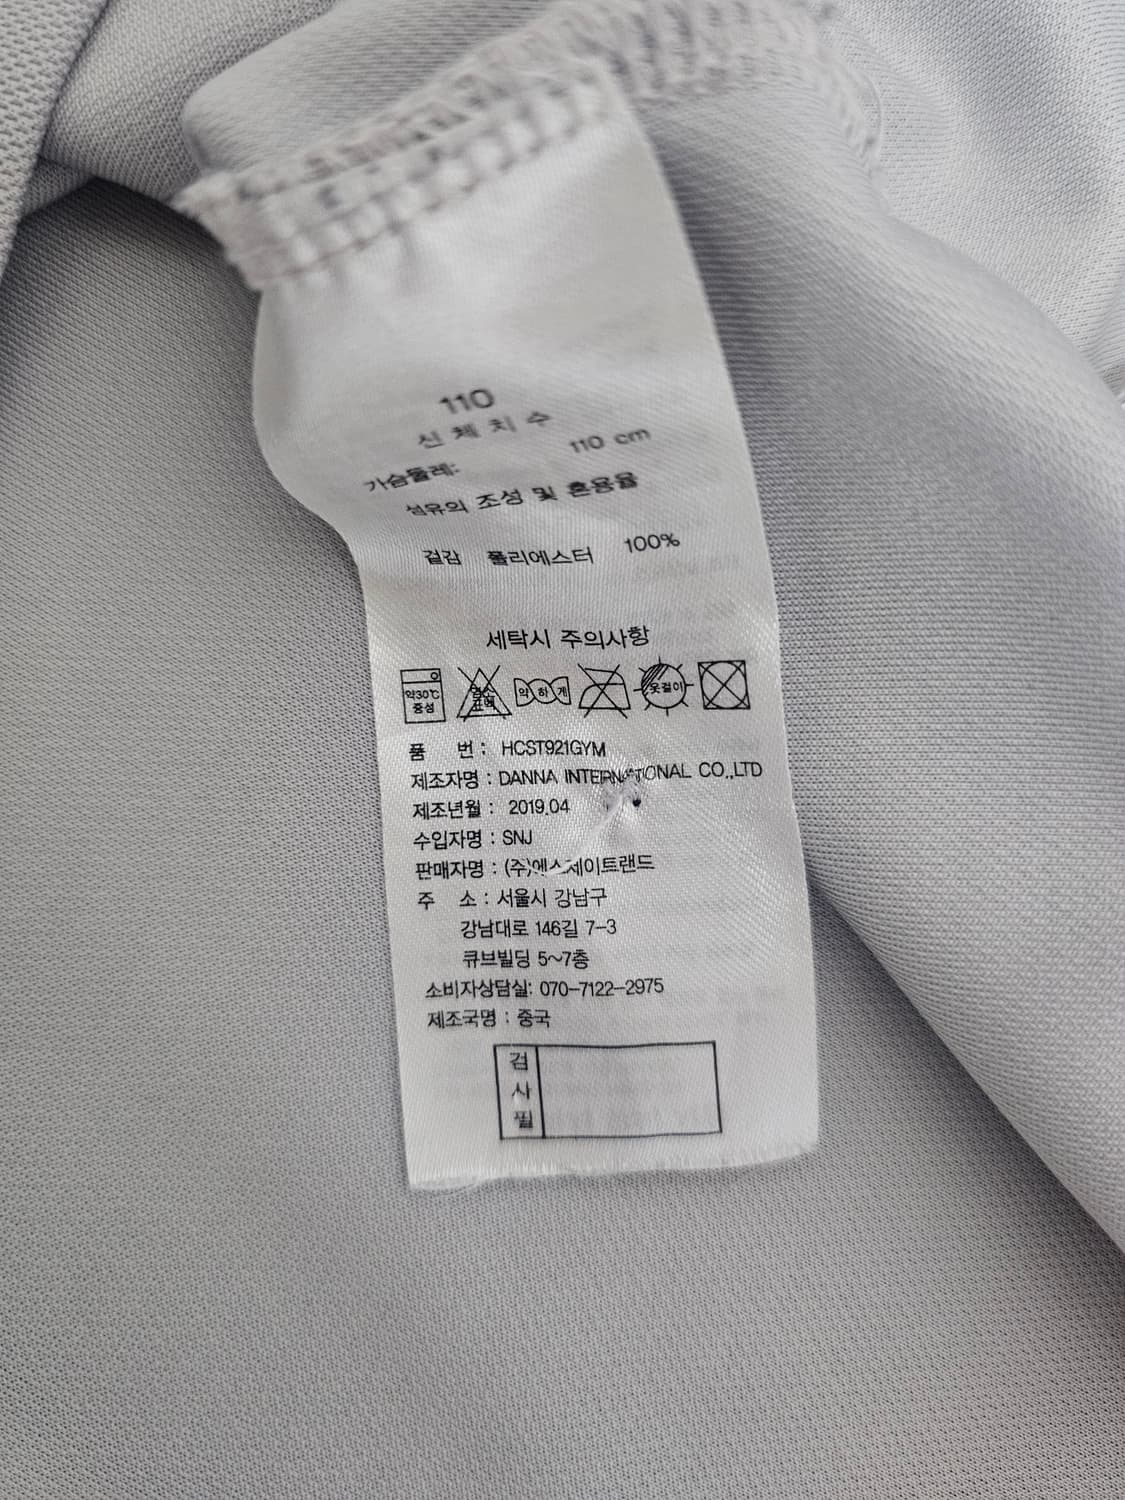 110
신체치수
가슴둘레: 110 cm
섬유의 조성 및 혼용율
겉감 폴리에스터 100%
세탁시 주의사항
약30℃ 중성 염소 표백 약하게 옷걸이
품 번 : HCST921GYM
제조자명 : DANNA INTERNATIONAL CO.,LTD
제조년월 : 2019.04
수입자명 : SNJ
판매자명 : (주)에스제이트랜드
주 소 : 서울시 강남구
강남대로 146길 7-3
큐브빌딩 5~7층
소비자상담실: 070-7122-2975
제조국명 : 중국
검
사
필